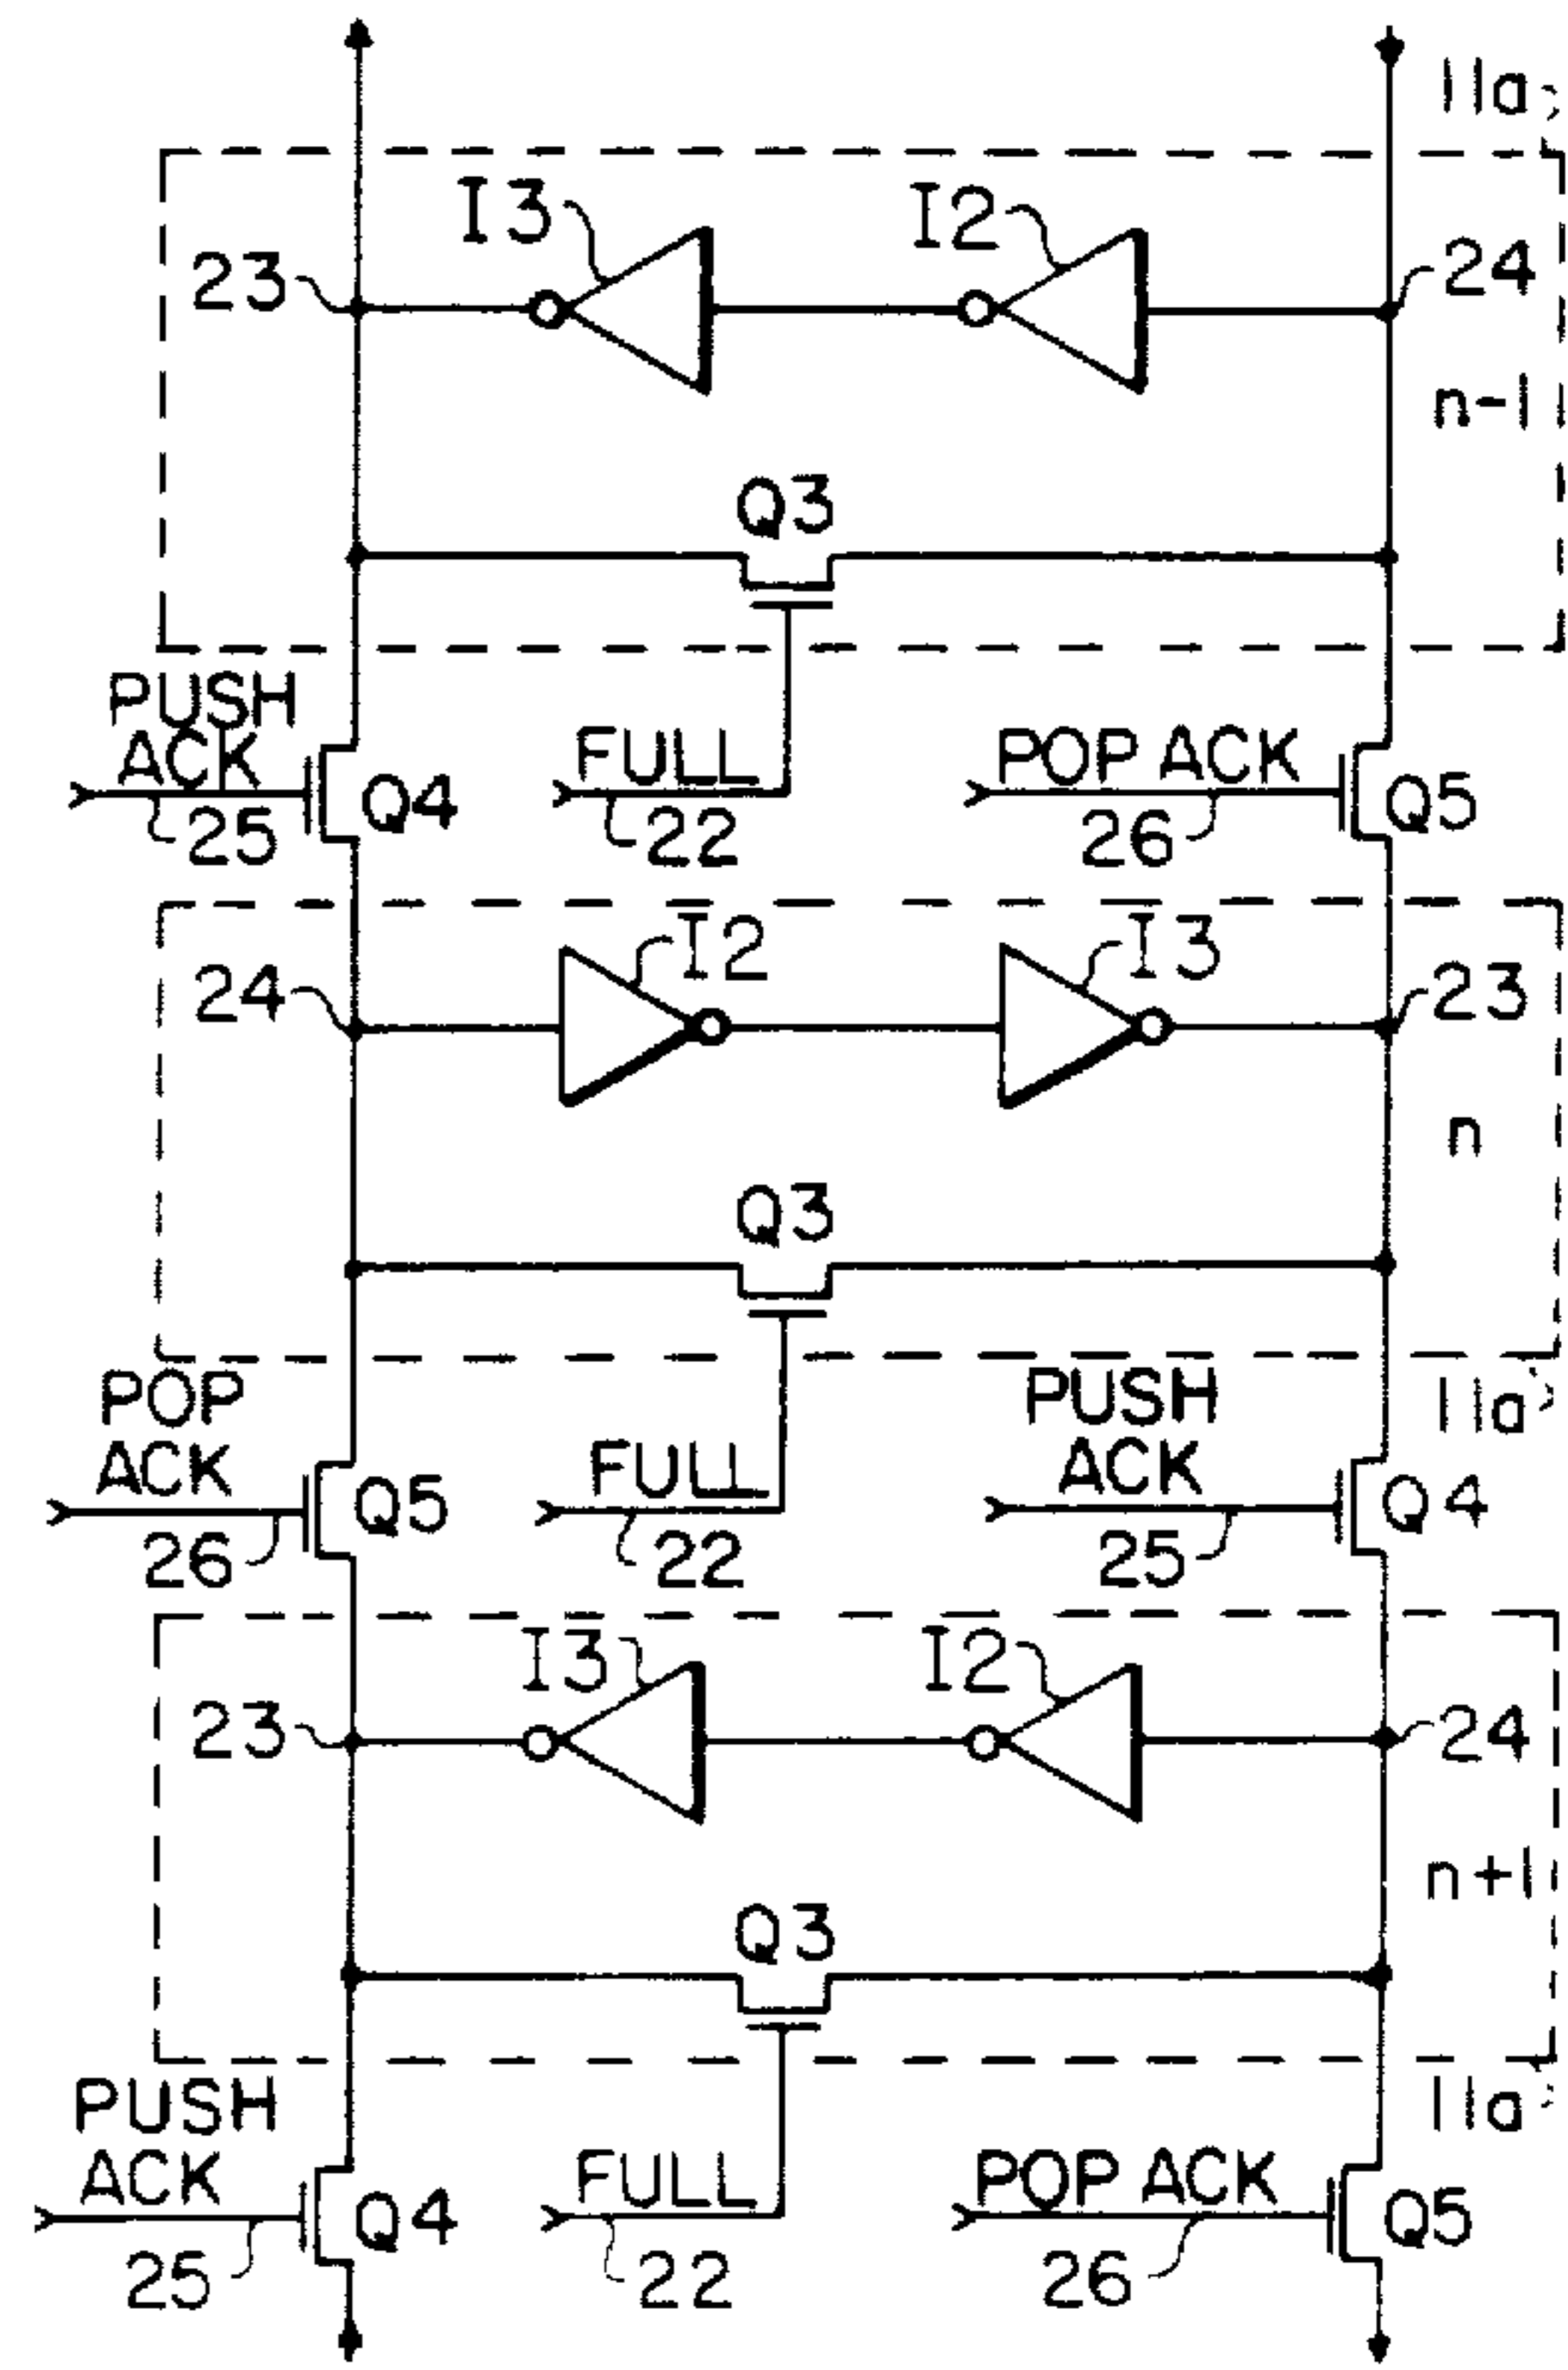 11a
I3
I2
23
24
n-1
Q3
PUSH
ACK
FULL
POP ACK
Q4
Q5
25
22
26
I2
I3
24
23
n
Q3
POP
ACK
FULL
PUSH
ACK
11a
Q5
Q4
26
22
25
I3
I2
23
24
n+1
Q3
PUSH
ACK
FULL
POP ACK
11a
Q4
Q5
25
22
26